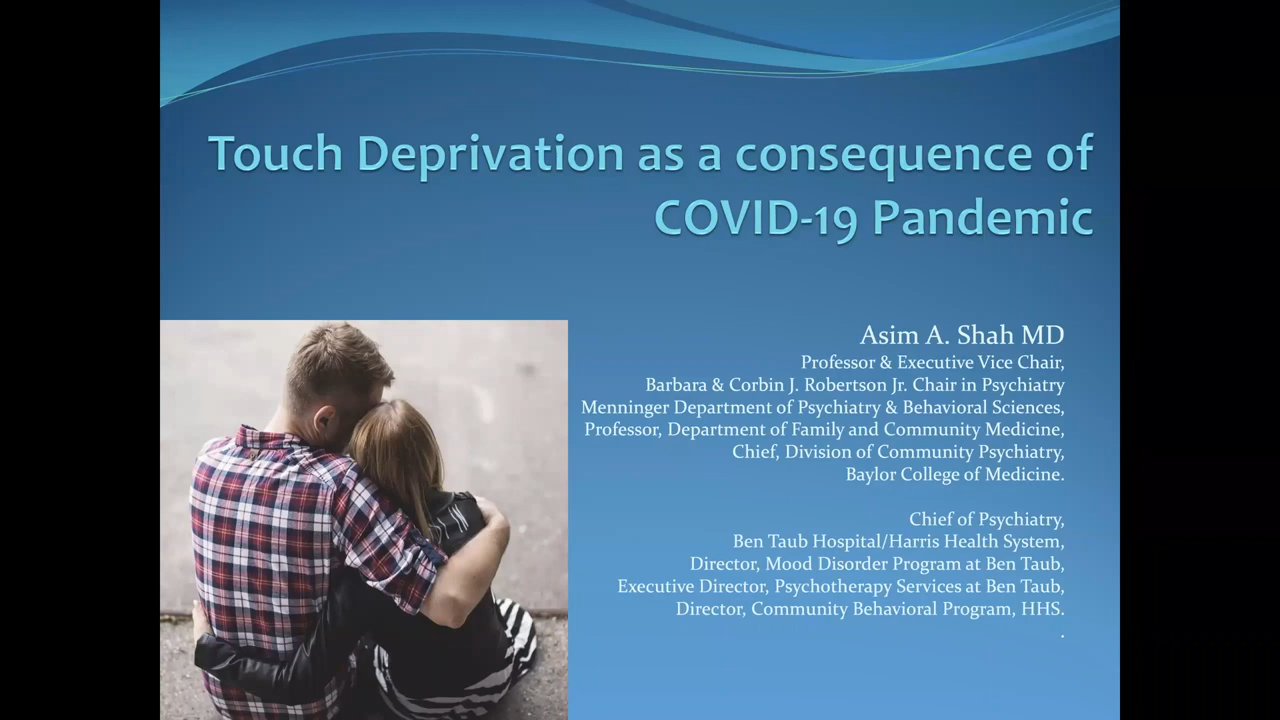 Touch Deprivation as a consequence of
COVID-19 Pandemic
Asim A. Shah MD
Professor & Executive Vice Chair,
Barbara & Corbin J. Robertson Jr. Chair in Psychiatry
Menninger Department of Psychiatry & Behavioral Sciences,
Professor, Department of Family and Community Medicine,
Chief, Division of Community Psychiatry,
Baylor College of Medicine.
Chief of Psychiatry,
Ben Taub Hospital/Harris Health System,
Director, Mood Disorder Program at Ben Taub,
Executive Director, Psychotherapy Services at Ben Taub,
Director, Community Behavioral Program, HHS.
.